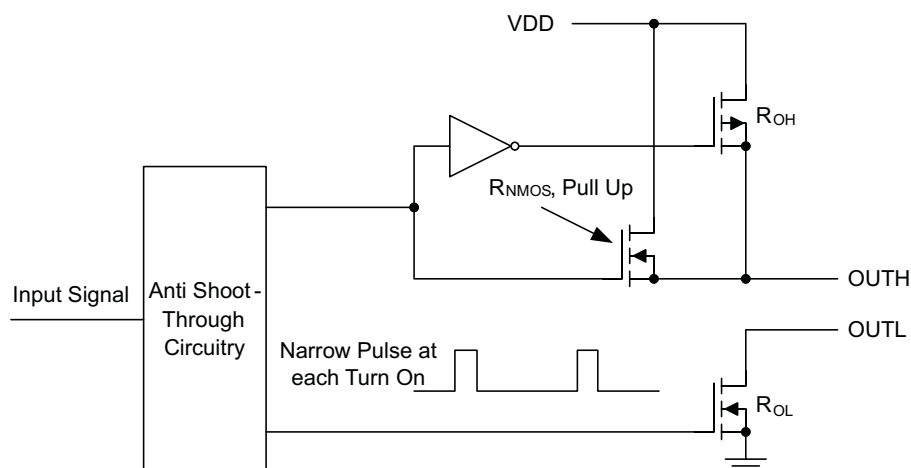 VDD
ROH
RNMOS, Pull Up
Input Signal
Anti Shoot-
Through
Circuitry
OUTH
OUTL
Narrow Pulse at
each Turn On
ROL